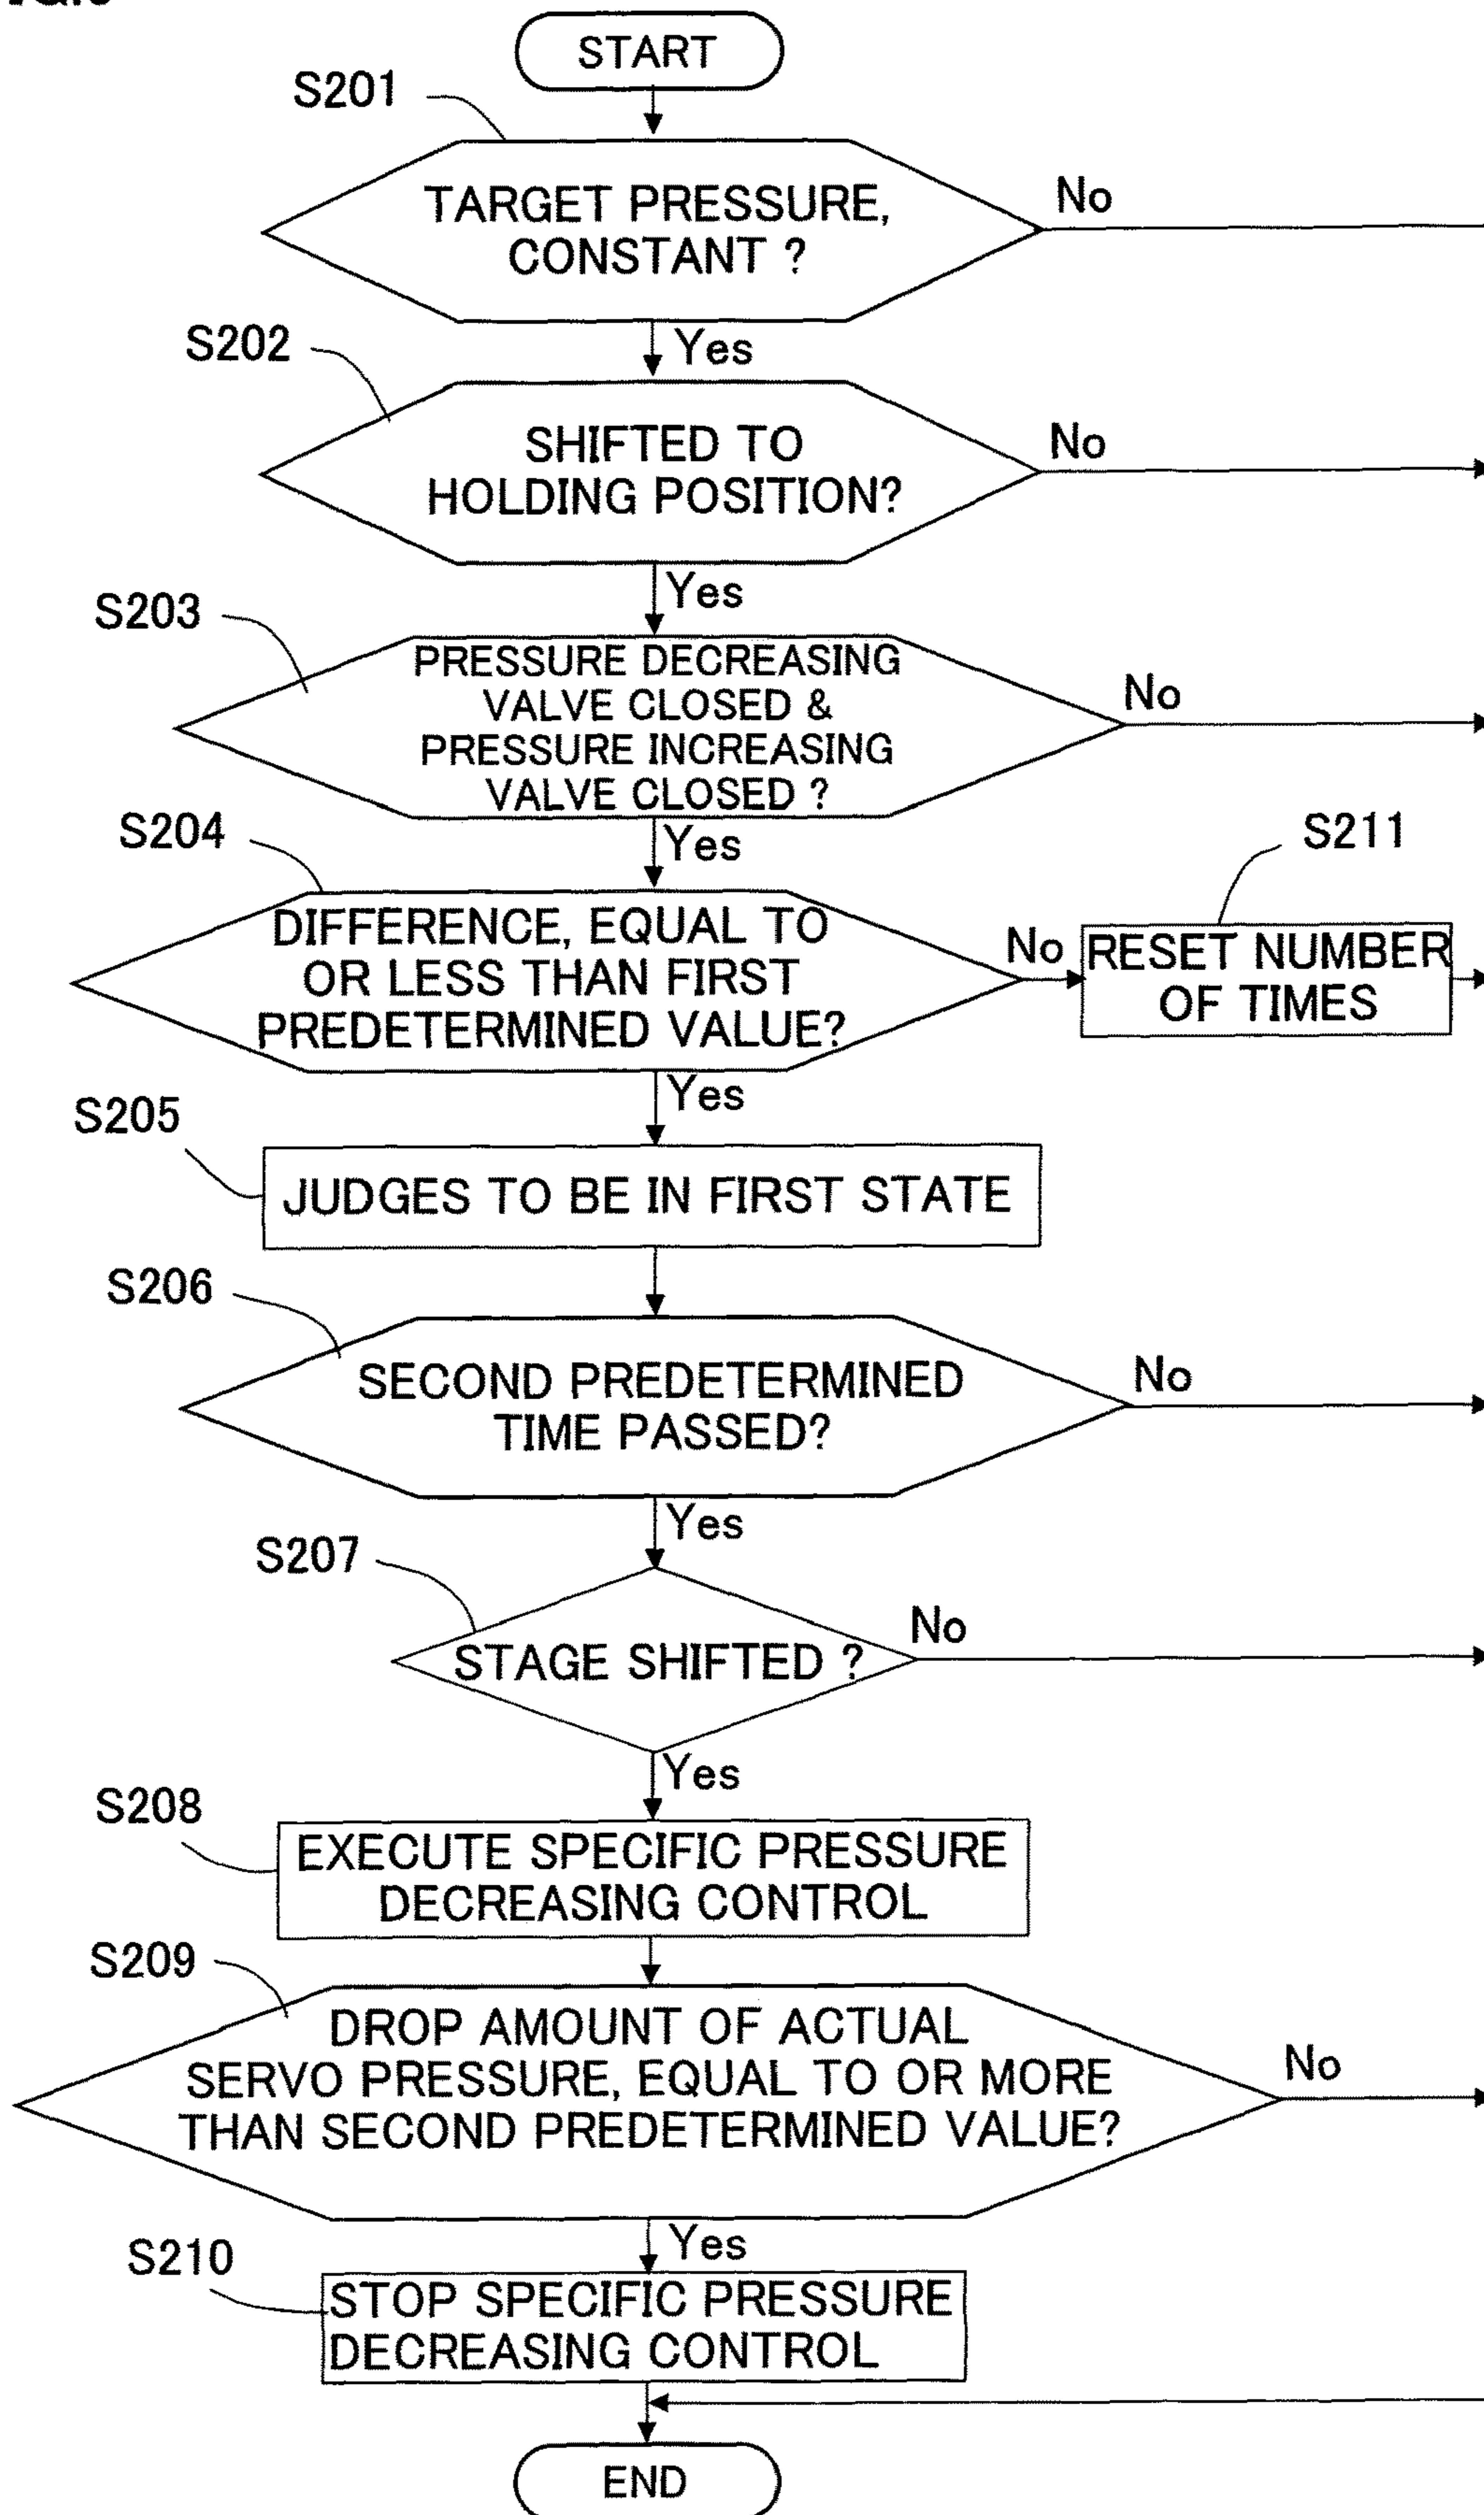 START
S201
TARGET PRESSURE,
CONSTANT ?
No
Yes
S202
SHIFTED TO
HOLDING POSITION?
No
Yes
S203
PRESSURE DECREASING
VALVE CLOSED &
PRESSURE INCREASING
VALVE CLOSED ?
No
Yes
S204
DIFFERENCE, EQUAL TO
OR LESS THAN FIRST
PREDETERMINED VALUE?
No
S211
RESET NUMBER
OF TIMES
Yes
S205
JUDGES TO BE IN FIRST STATE
S206
SECOND PREDETERMINED
TIME PASSED?
No
Yes
S207
STAGE SHIFTED ?
No
Yes
S208
EXECUTE SPECIFIC PRESSURE
DECREASING CONTROL
S209
DROP AMOUNT OF ACTUAL
SERVO PRESSURE, EQUAL TO OR MORE
THAN SECOND PREDETERMINED VALUE?
No
Yes
S210
STOP SPECIFIC PRESSURE
DECREASING CONTROL
END